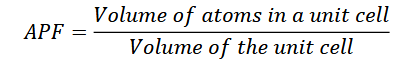 APF = Volume of atoms in a unit cell / Volume of the unit cell